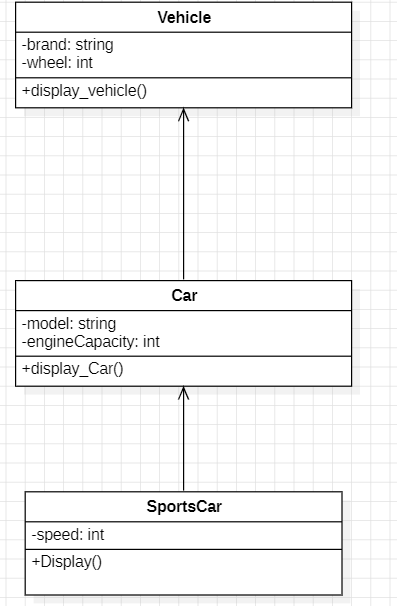 Vehicle
-brand: string
-wheel: int
+display_vehicle()
Car
-model: string
-engineCapacity: int
+display_Car()
SportsCar
-speed: int
+Display()